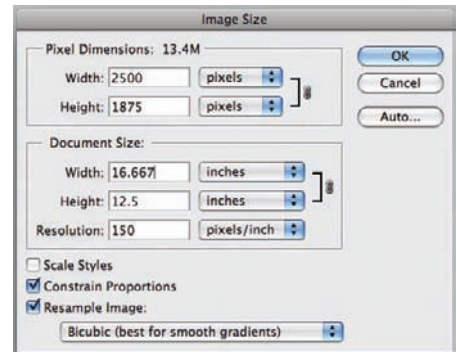 Image Size
Pixel Dimensions: 13.4M
Width: 2500 pixels
Height: 1875 pixels
Document Size:
Width: 16.667 inches
Height: 12.5 inches
Resolution: 150 pixels/inch
Scale Styles
Constrain Proportions
Resample Image:
Bicubic (best for smooth gradients)
OK
Cancel
Auto...